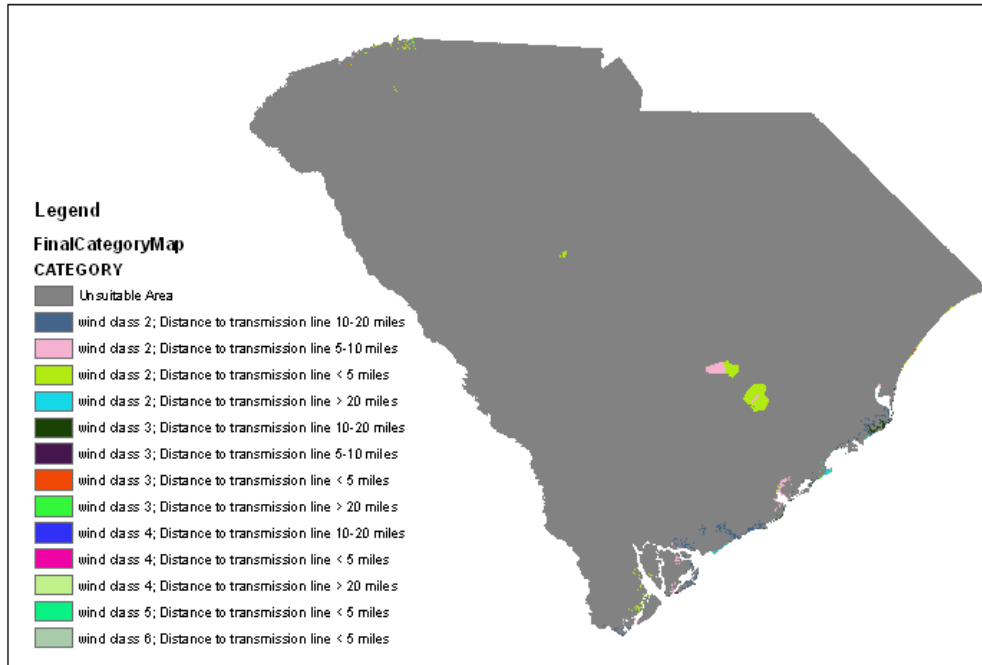 Legend
FinalCategoryMap
CATEGORY
Unsuitable Area
wind class 2; Distance to transmission line 10-20 miles
wind class 2; Distance to transmission line 5-10 miles
wind class 2; Distance to transmission line < 5 miles
wind class 2; Distance to transmission line > 20 miles
wind class 3; Distance to transmission line 10-20 miles
wind class 3; Distance to transmission line 5-10 miles
wind class 3; Distance to transmission line < 5 miles
wind class 3; Distance to transmission line > 20 miles
wind class 4; Distance to transmission line 10-20 miles
wind class 4; Distance to transmission line < 5 miles
wind class 4; Distance to transmission line > 20 miles
wind class 5; Distance to transmission line < 5 miles
wind class 6; Distance to transmission line < 5 miles